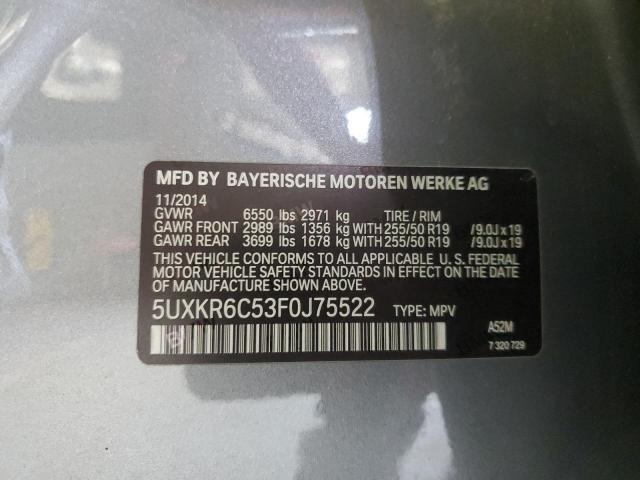 MFD BY BAYERISCHE MOTOREN WERKE AG
11/2014
GVWR 6550 lbs 2971 kg TIRE / RIM
GAWR FRONT 2989 lbs 1356 kg WITH 255/50 R19 /9.0J x 19
GAWR REAR 3699 lbs 1678 kg WITH 255/50 R19 /9.0J x 19
THIS VEHICLE CONFORMS TO ALL APPLICABLE U. S. FEDERAL
MOTOR VEHICLE SAFETY STANDARDS IN EFFECT ON THE DATE
OF MANUFACTURE SHOWN ABOVE.
5UXKR6C53F0J75522 TYPE: MPV
A52M
7 320 729